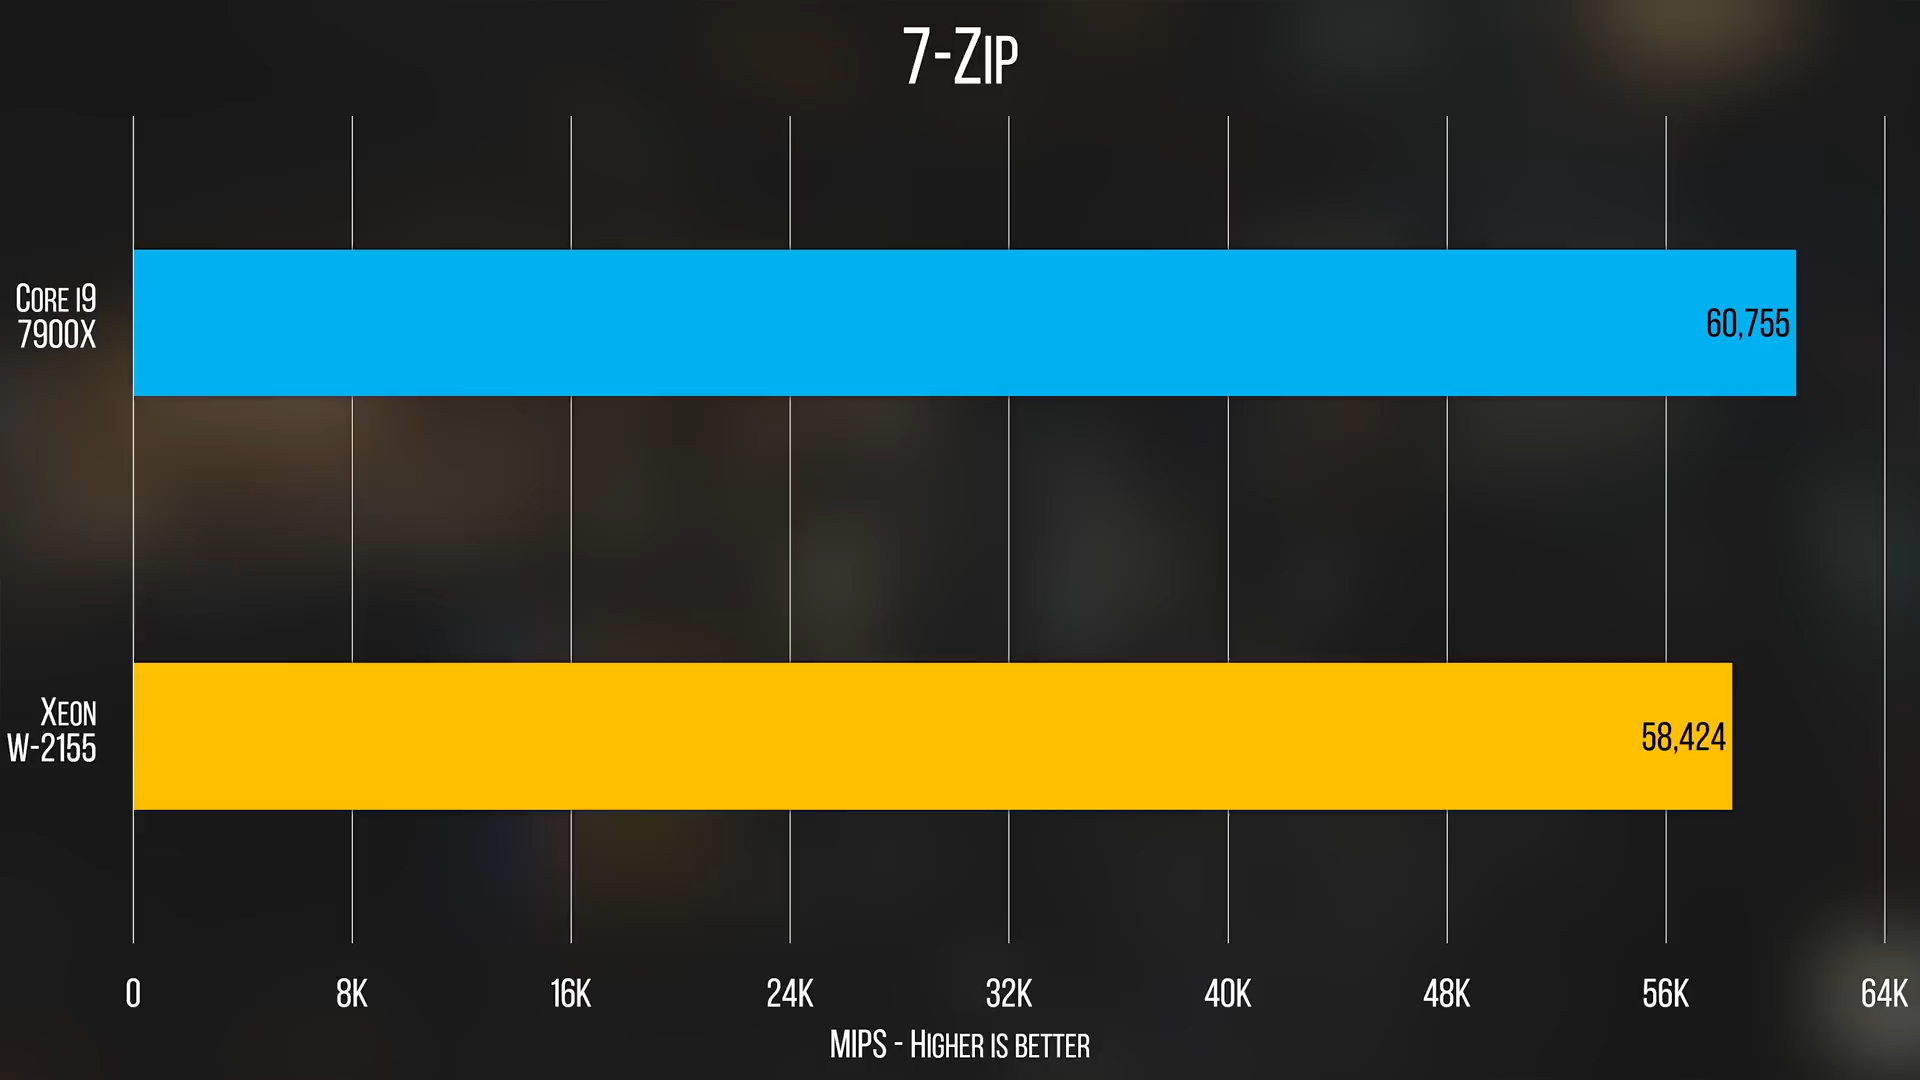 7-Zip
Core i9
7900X
60,755
Xeon
W-2155
58,424
0 8K 16K 24K 32K 40K 48K 56K 64K
MIPS - Higher is better